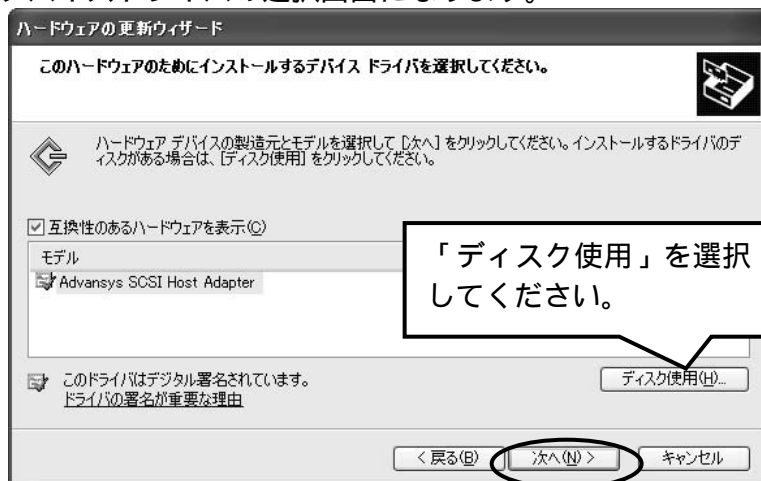 ハードウェアの更新ウィザード
このハードウェアのためにインストールするデバイス ドライバを選択してください。
ハードウェア デバイスの製造元とモデルを選択して [次へ] をクリックしてください。インストールするドライバのデ
ィスクがある場合は、[ディスク使用] をクリックしてください。
互換性のあるハードウェアを表示(C)
モデル
Advansys SCSI Host Adapter
「ディスク使用」を選択
してください。
このドライバはデジタル署名されています。
ドライバの署名が重要な理由
ディスク使用(H)...
< 戻る(B)
次へ(N) >
キャンセル